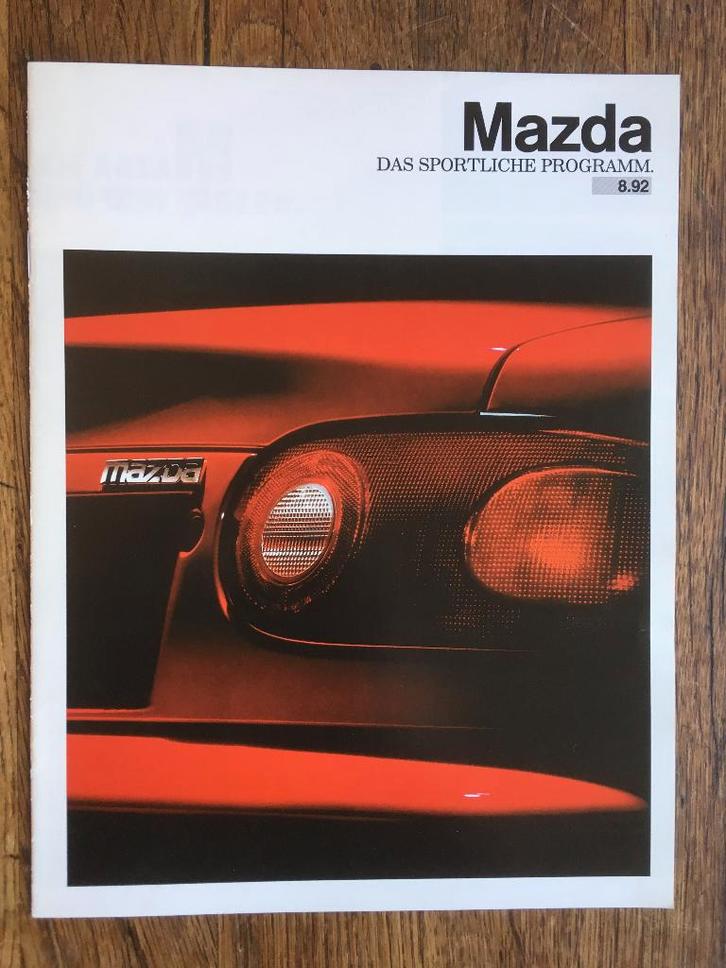 Mazda
DAS SPORTLICHE PROGRAMM.
8.92
mazda